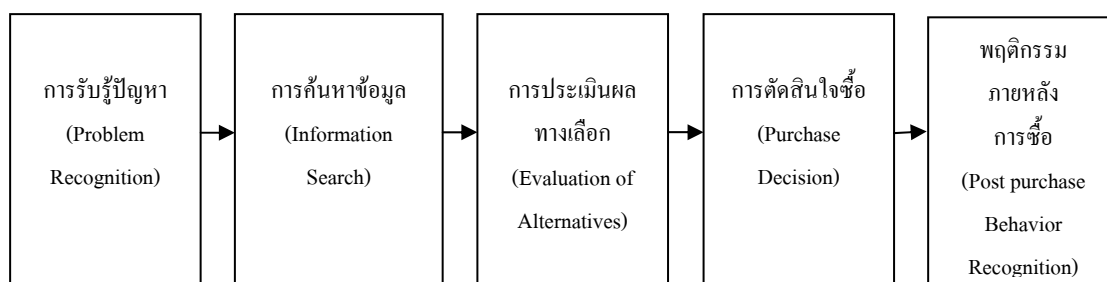 การรับรู้ปัญหา
(Problem
Recognition)
การค้นหาข้อมูล
(Information
Search)
การประเมินผล
ทางเลือก
(Evaluation of
Alternatives)
การตัดสินใจซื้อ
(Purchase
Decision)
พฤติกรรม
ภายหลัง
การซื้อ
(Post purchase
Behavior
Recognition)